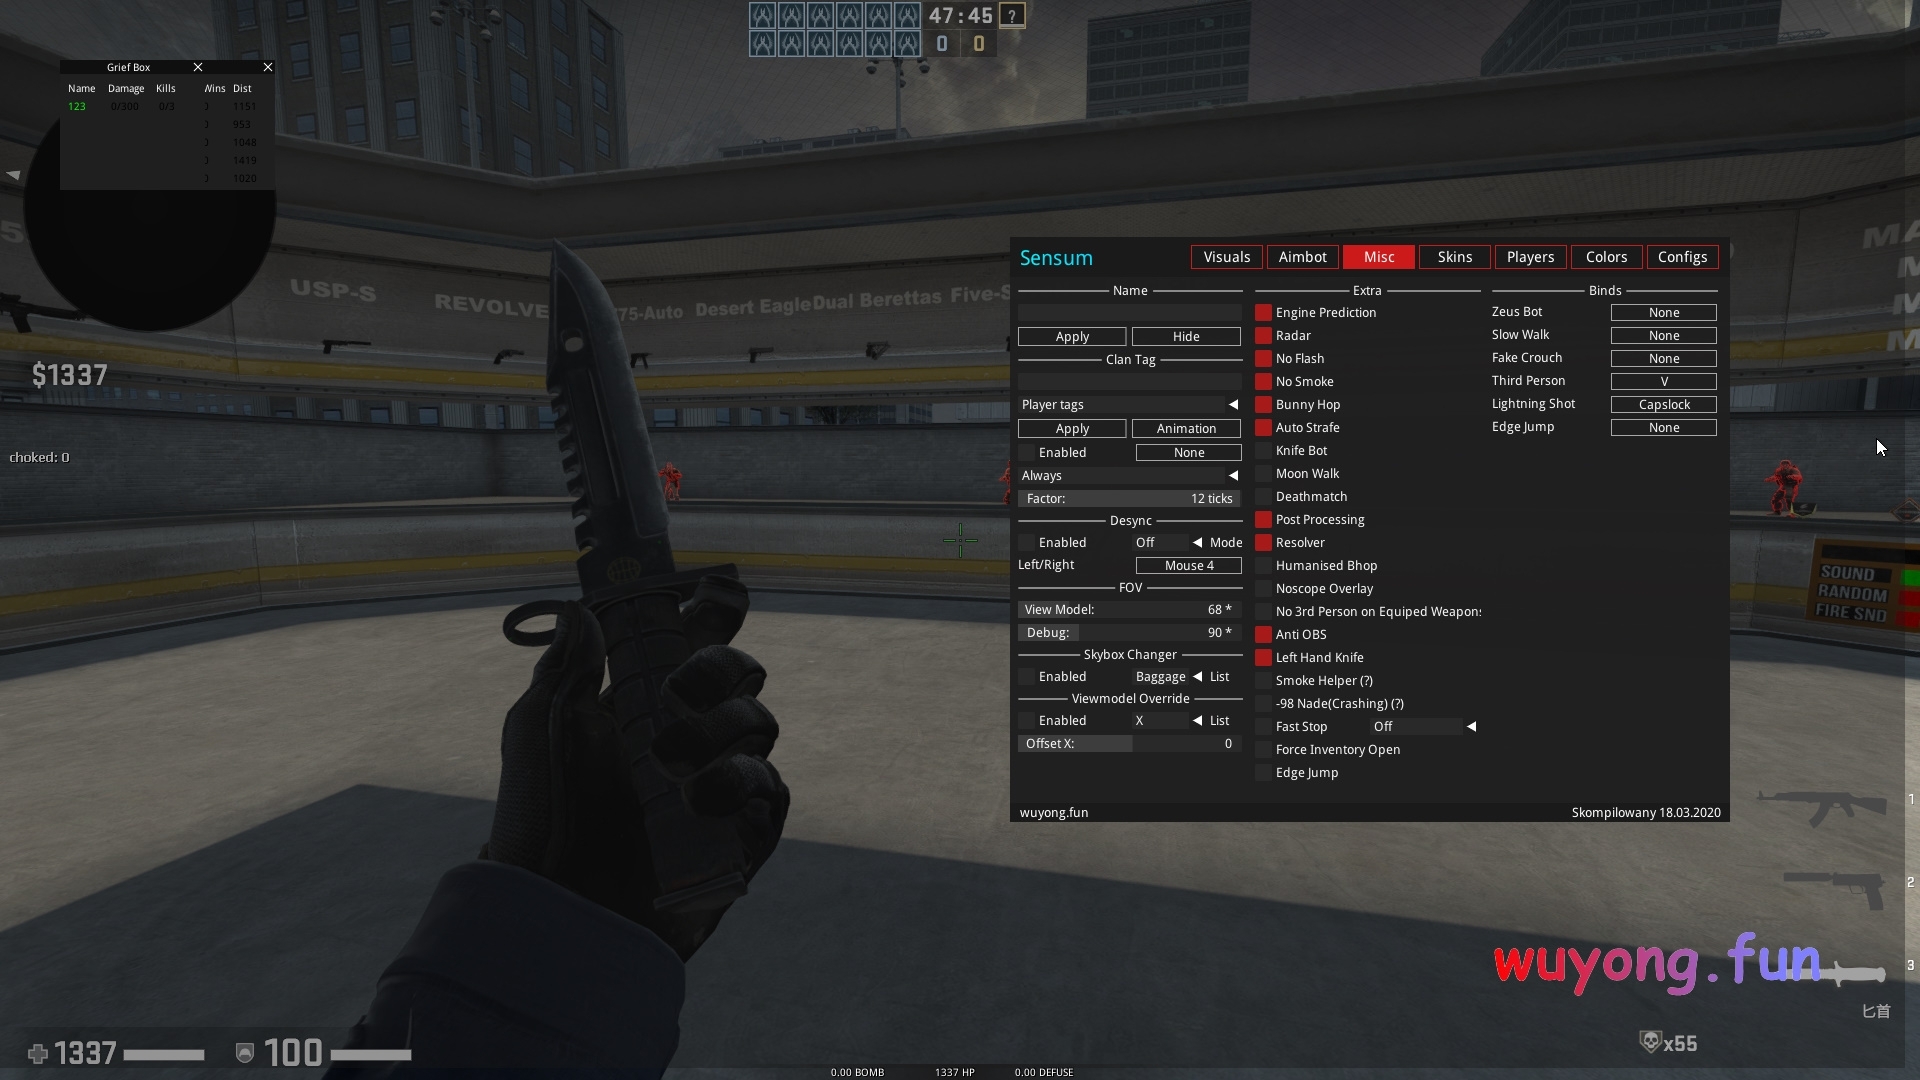 47:45 ?
0 0
Grief Box
Name Damage Kills Wins Dist
123 0/300 0/3 1151
953
1048
1419
1020
USP-S
REVOLVE
75-Auto
Desert Eagle
Dual Berettas
Five-S
$1337
choked: 0
Sensum
Visuals Aimbot Misc Skins Players Colors Configs
Name
Apply Hide
Clan Tag
Player tags
Apply Animation
Enabled None
Always
Factor: 12 ticks
Desync
Enabled Off Mode
Left/Right Mouse 4
FOV
View Model: 68 *
Debug: 90 *
Skybox Changer
Enabled Baggage List
Viewmodel Override
Enabled X List
Offset X: 0
Extra
Engine Prediction
Radar
No Flash
No Smoke
Bunny Hop
Auto Strafe
Knife Bot
Moon Walk
Deathmatch
Post Processing
Resolver
Humanised Bhop
Noscope Overlay
No 3rd Person on Equiped Weapons
Anti OBS
Left Hand Knife
Smoke Helper (?)
-98 Nade(Crashing) (?)
Fast Stop Off
Force Inventory Open
Edge Jump
Binds
Zeus Bot None
Slow Walk None
Fake Crouch None
Third Person V
Lightning Shot Capslock
Edge Jump None
wuyong.fun
Skompilowany 18.03.2020
SOUND
RANDOM
FIRE SND
1
2
3
wuyong.fun
匕首
x55
1337 100
0.00 BOMB 1337 HP 0.00 DEFUSE